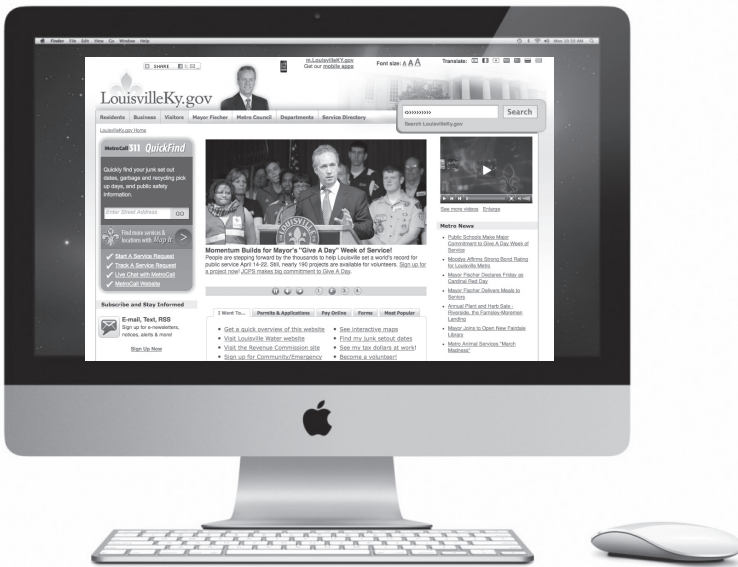 Finder File Edit View Go Window Help
Mon 10:55 AM
SHARE
m.LouisvilleKY.gov
Get our mobile apps
Font size: A A A
Translate:
LouisvilleKy.gov
Residents Business Visitors Mayor Fischer Metro Council Departments Service Directory
Search
Search LouisvilleKy.gov
LouisvilleKy.gov Home
MetroCall 311 QuickFind
Quickly find your junk set out
dates, garbage and recycling pick
up days, and public safety
information.
Enter Street Address GO
Find more services &
locations with Map It
Start A Service Request
Track A Service Request
Live Chat with MetroCall
MetroCall Website
Subscribe and Stay Informed
E-mail, Text, RSS
Sign up for e-newsletters,
notices, alerts & more!
Sign Up Now
LOUISVILLE
Momentum Builds for Mayor's "Give A Day" Week of Service!
People are stepping forward by the thousands to help Louisville set a world's record for
public service April 14-22. Still, nearly 190 projects are available for volunteers. Sign up for
a project now! JCPS makes big commitment to Give A Day.
1 2 3 4
I Want To... Permits & Applications Pay Online Forms Most Popular
Get a quick overview of this website
Visit Louisville Water website
Visit the Revenue Commission site
Sign up for Community/Emergency
See interactive maps
Find my junk setout dates
See my tax dollars at work!
Become a volunteer!
See more videos Enlarge
Metro News
Public Schools Make Major
Commitment to Give A Day Week of
Service
Moodys Affirms Strong Bond Rating
for Louisville Metro
Mayor Fischer Declares Friday as
Cardinal Red Day
Mayor Fischer Delivers Meals to
Seniors
Annual Plant and Herb Sale -
Riverside, the Farnsley-Moremen
Landing
Mayor Joins to Open New Fairdale
Library
Metro Animal Services "March
Madness"